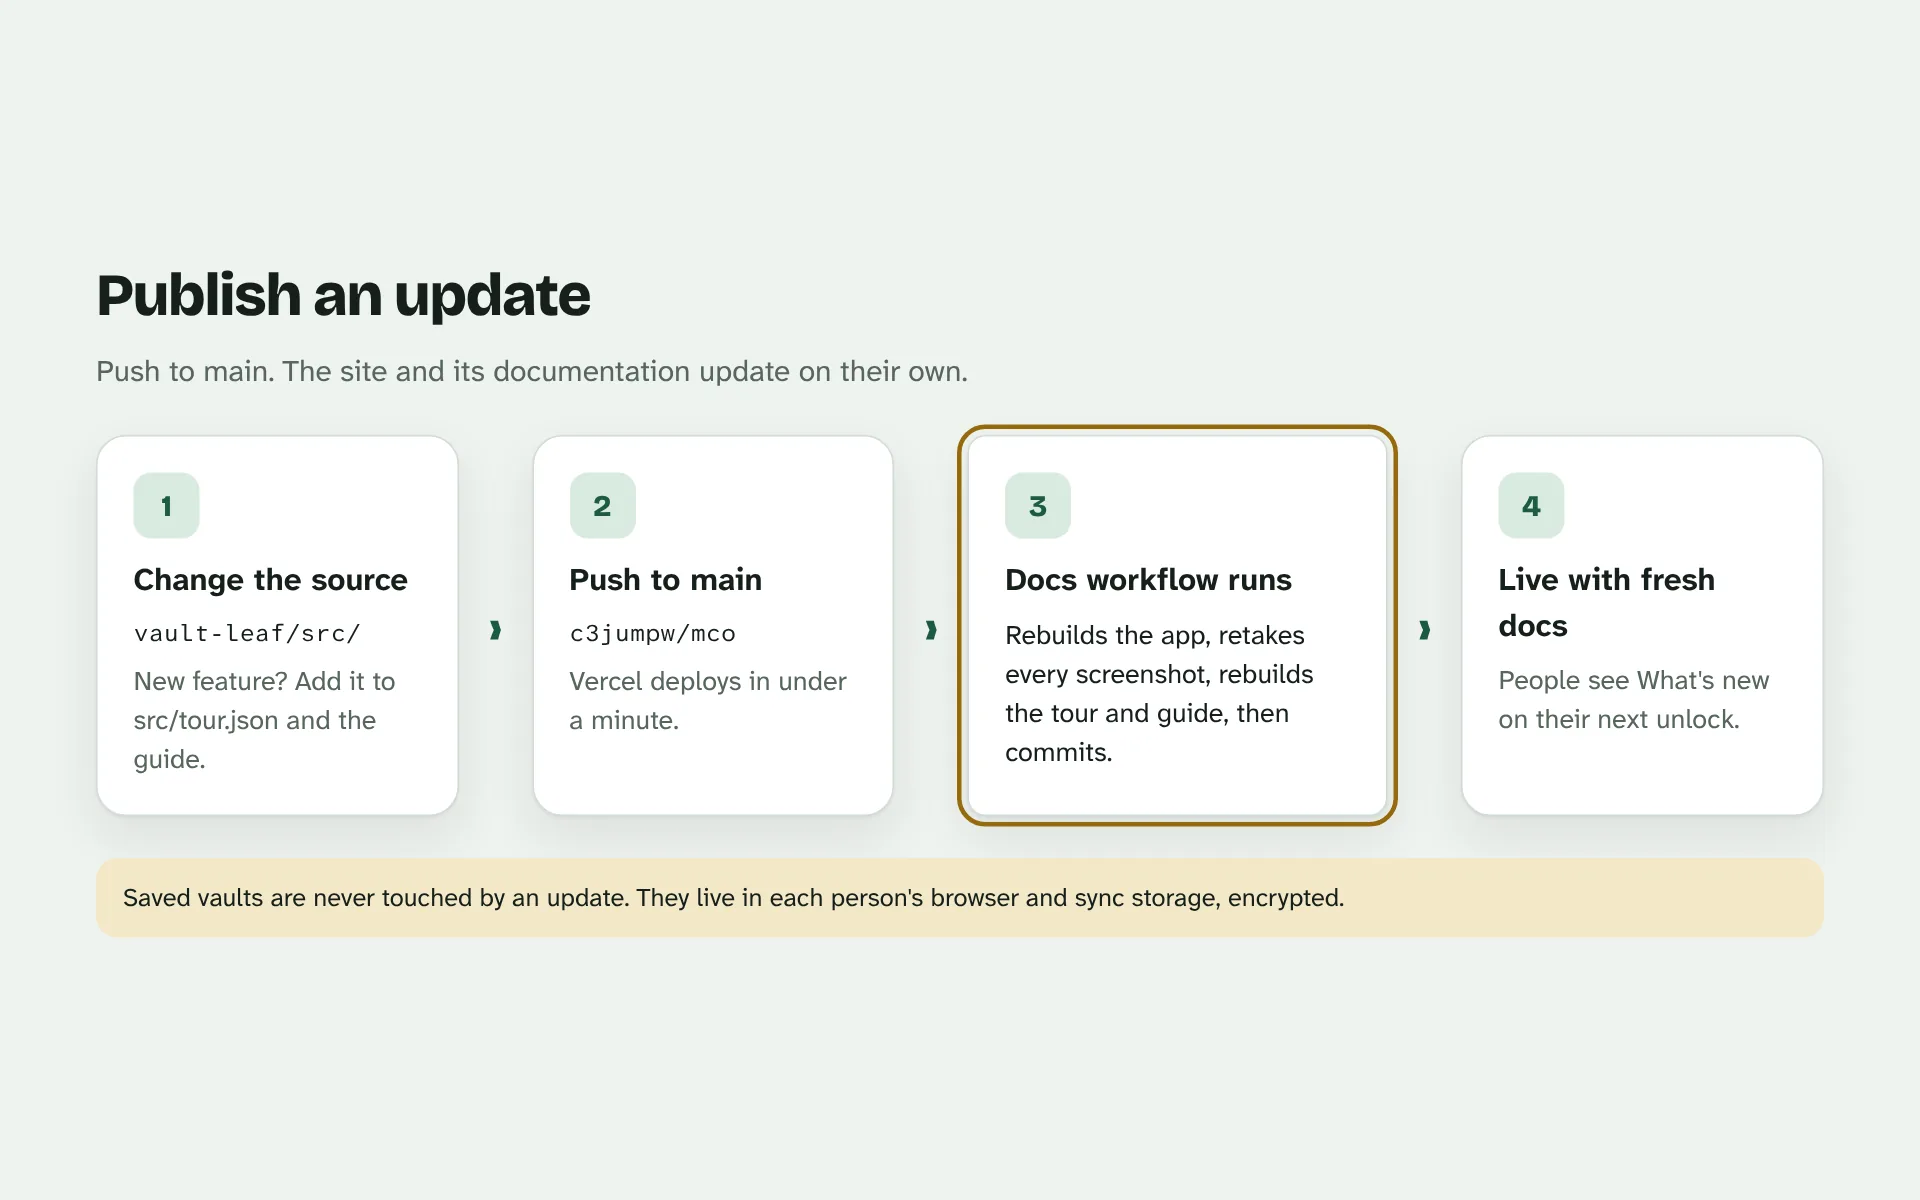 Publish an update
Push to main. The site and its documentation update on their own.
1
Change the source
vault-leaf/src/
New feature? Add it to
src/tour.json and the
guide.
2
Push to main
c3jumpw/mco
Vercel deploys in under
a minute.
3
Docs workflow runs
Rebuilds the app, retakes
every screenshot, rebuilds
the tour and guide, then
commits.
4
Live with fresh
docs
People see What's new
on their next unlock.
Saved vaults are never touched by an update. They live in each person's browser and sync storage, encrypted.